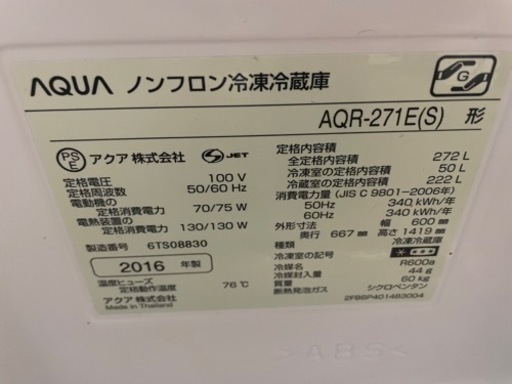 AQUA ノンフロン冷凍冷蔵庫
G
AQR-271E(S) 形
PS E アクア株式会社 JET
定格電圧 100 V
定格周波数 50/60 Hz
電動機の
定格消費電力 70/75 W
電熱装置の
定格消費電力 130/130 W
製造番号 6TS08830
2016 年製
温度ヒューズ
定格動作温度 76℃
アクア株式会社
Made in Thailand
定格内容積
全定格内容積 272 L
冷凍室の定格内容積 50 L
冷蔵室の定格内容積 222 L
消費電力量(JIS C 9801-2006年)
50Hz 340 kWh/年
60Hz 340 kWh/年
外形寸法 幅 600 mm
奥行 667 mm 高さ 1419 mm
種類 冷凍冷蔵庫
冷凍室の記号
冷媒名 R600a
冷媒封入量 44 g
質量 60 kg
断熱発泡ガス シクロペンタン
>ABS<